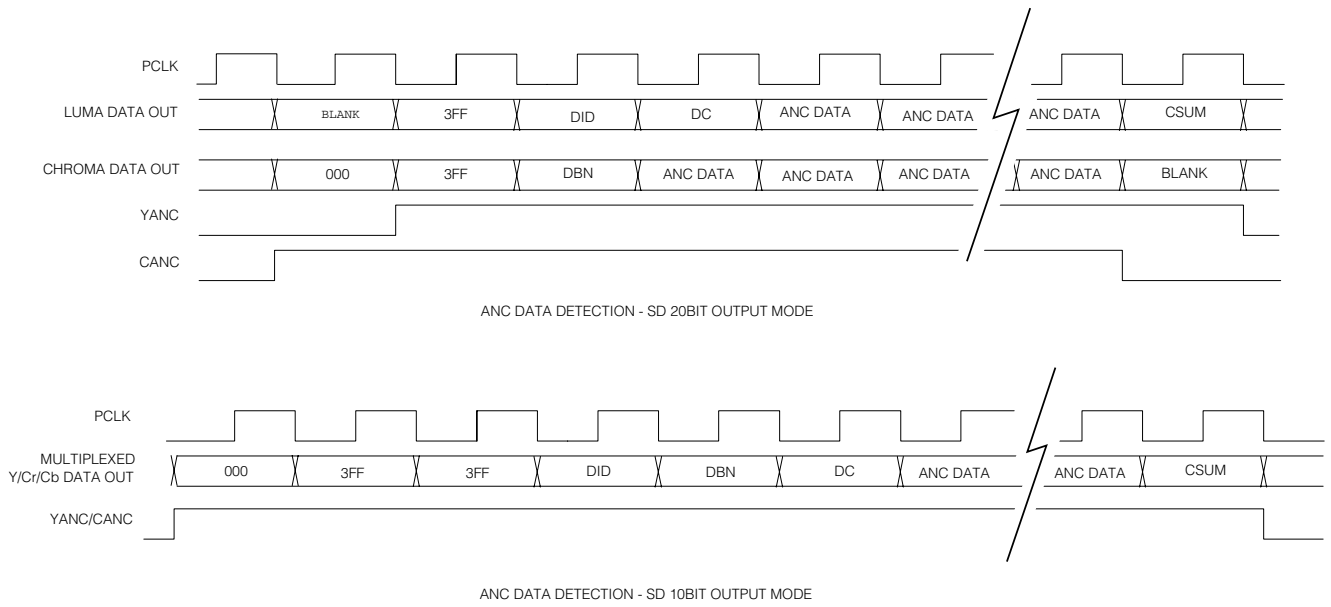 PCLK
LUMA DATA OUT BLANK 3FF DID DC ANC DATA ANC DATA ANC DATA CSUM
CHROMA DATA OUT 000 3FF DBN ANC DATA ANC DATA ANC DATA ANC DATA BLANK
YANC
CANC
ANC DATA DETECTION - SD 20BIT OUTPUT MODE
PCLK
MULTIPLEXED
Y/Cr/Cb DATA OUT 000 3FF 3FF DID DBN DC ANC DATA ANC DATA CSUM
YANC/CANC
ANC DATA DETECTION - SD 10BIT OUTPUT MODE